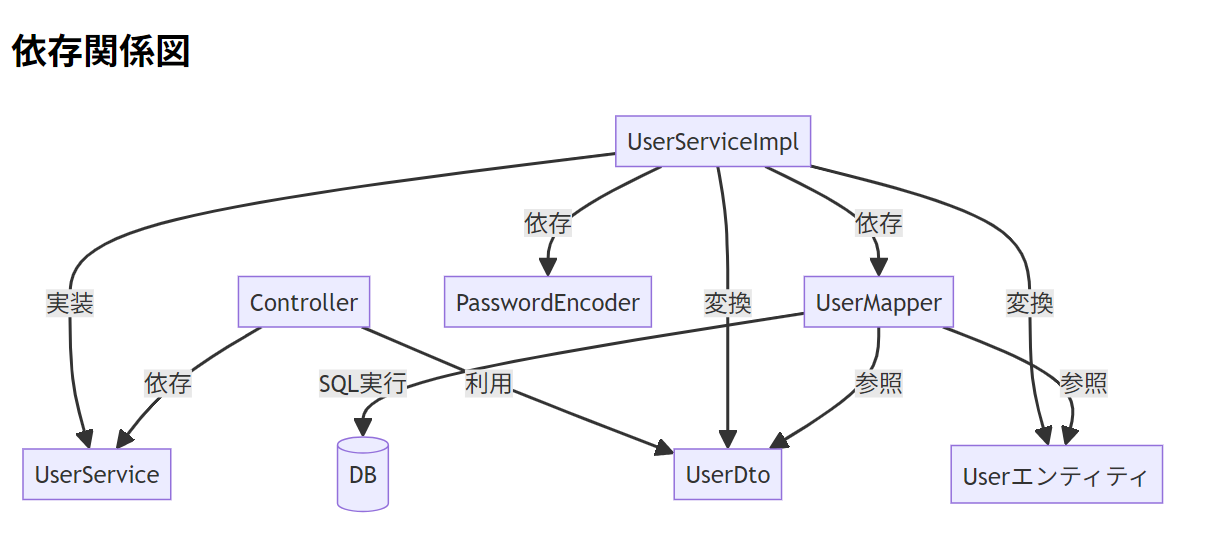 依存関係図
UserServiceImpl
依存
依存
実装
Controller
PasswordEncoder
変換
UserMapper
変換
依存
SQL実行
利用
参照
参照
UserService
DB
UserDto
Userエンティティ